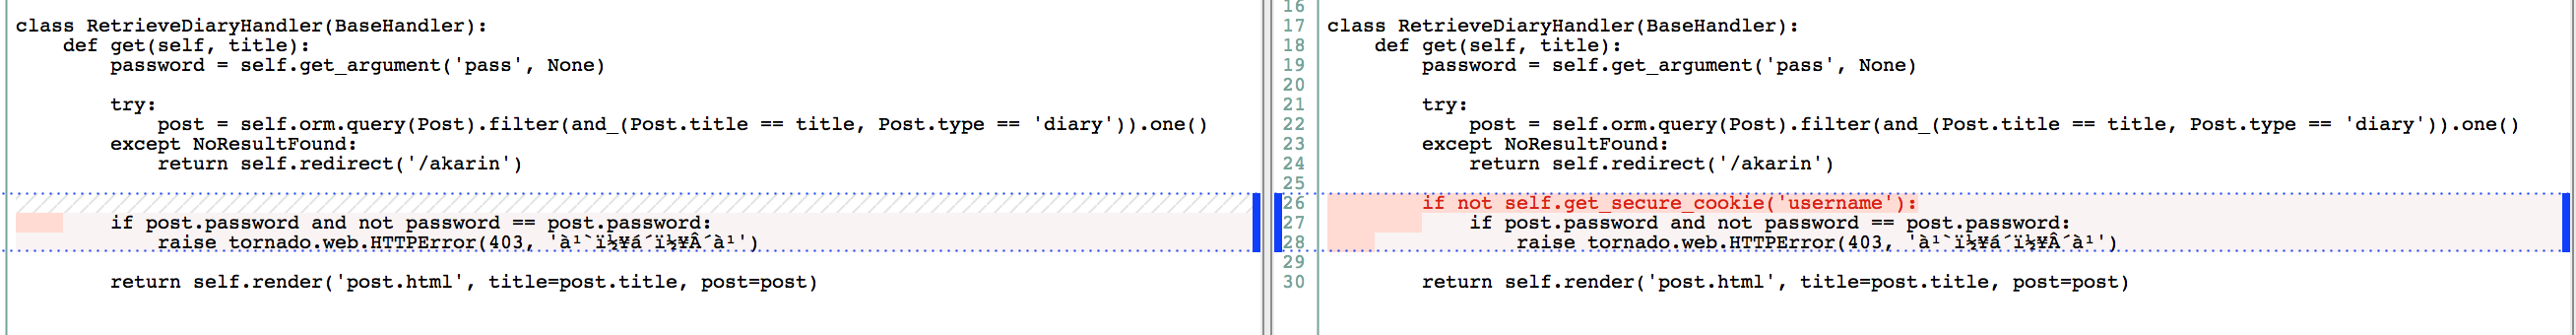 class RetrieveDiaryHandler(BaseHandler):
    def get(self, title):
        password = self.get_argument('pass', None)

        try:
            post = self.orm.query(Post).filter(and_(Post.title == title, Post.type == 'diary')).one()
        except NoResultFound:
            return self.redirect('/akarin')

        if post.password and not password == post.password:
            raise tornado.web.HTTPError(403, 'à¹`ï½¥á´ï½¥Â´à¹')

        return self.render('post.html', title=post.title, post=post)

16
17 class RetrieveDiaryHandler(BaseHandler):
18     def get(self, title):
19         password = self.get_argument('pass', None)
20
21         try:
22             post = self.orm.query(Post).filter(and_(Post.title == title, Post.type == 'diary')).one()
23         except NoResultFound:
24             return self.redirect('/akarin')
25
26         if not self.get_secure_cookie('username'):
27             if post.password and not password == post.password:
28                 raise tornado.web.HTTPError(403, 'à¹`ï½¥á´ï½¥Â´à¹')
29
30         return self.render('post.html', title=post.title, post=post)